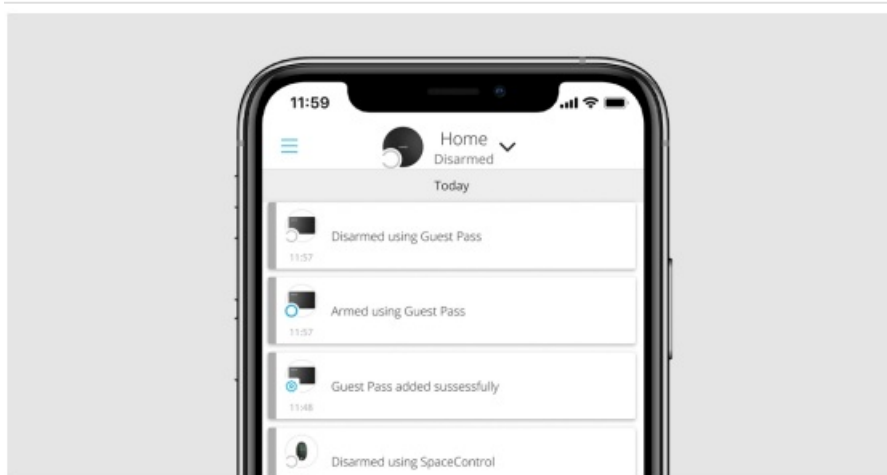 11:59
Home
Disarmed
Today
Disarmed using Guest Pass
11:57
Armed using Guest Pass
11:57
Guest Pass added sussessfully
11:48
Disarmed using SpaceControl